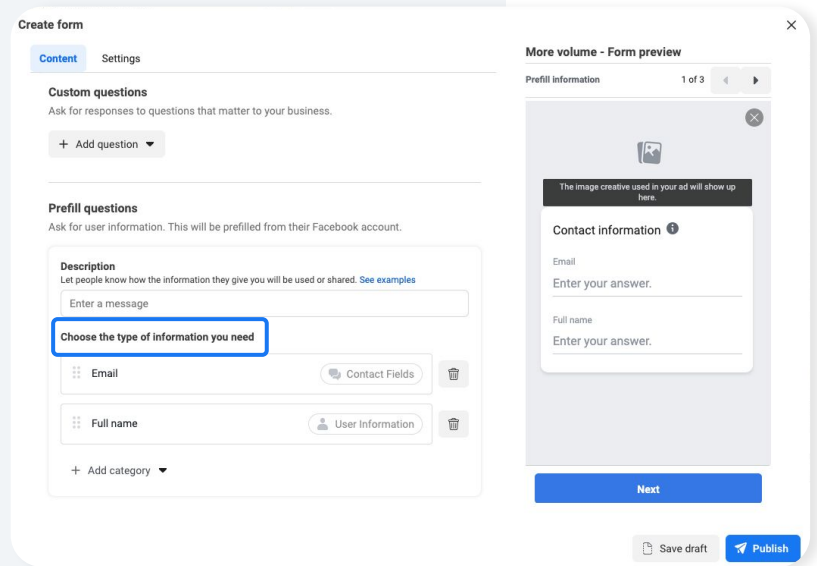 Create form
Content Settings
Custom questions
Ask for responses to questions that matter to your business.
+ Add question
Prefill questions
Ask for user information. This will be prefilled from their Facebook account.
Description
Let people know how the information they give you will be used or shared. See examples
Enter a message
Choose the type of information you need
Email Contact Fields
Full name User Information
+ Add category
More volume - Form preview
Prefill information 1 of 3
The image creative used in your ad will show up
here.
Contact information
Email
Enter your answer.
Full name
Enter your answer.
Next
Save draft Publish